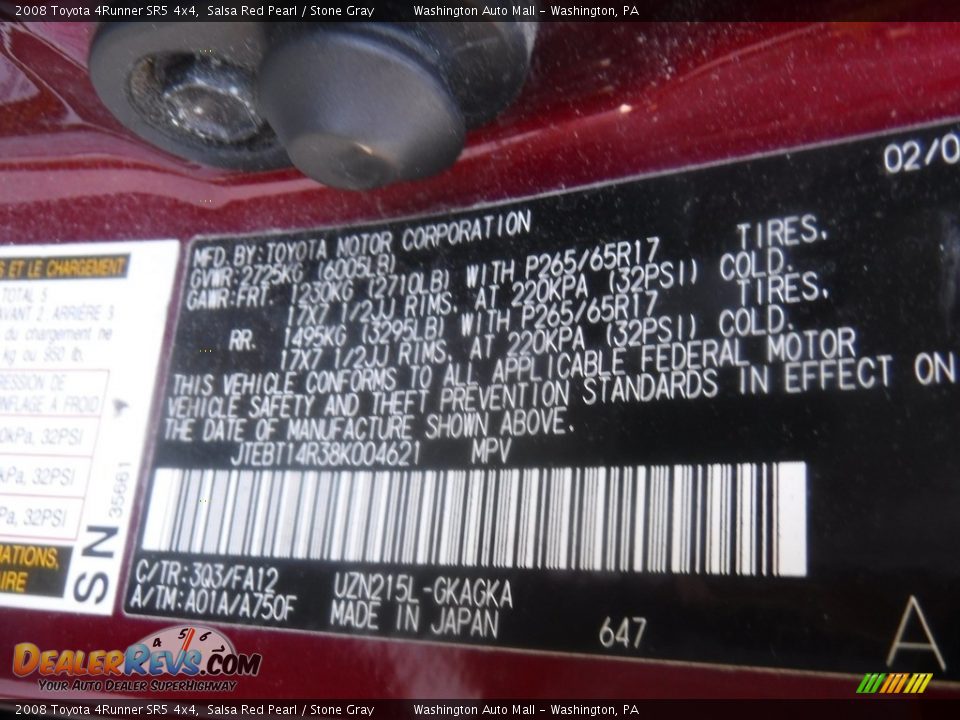 2008 Toyota 4Runner SR5 4x4, Salsa Red Pearl / Stone Gray Washington Auto Mall - Washington, PA
02/0
MFD. BY: TOYOTA MOTOR CORPORATION
GVWR: 2725KG (6005LB)
GAWR: FRT. 1230KG (2710LB) WITH P265/65R17 TIRES,
17X7 1/2JJ RIMS, AT 220KPA (32PSI) COLD.
RR. 1495KG (3295LB) WITH P265/65R17 TIRES,
17X7 1/2JJ RIMS, AT 220KPA (32PSI) COLD.
THIS VEHICLE CONFORMS TO ALL APPLICABLE FEDERAL MOTOR
VEHICLE SAFETY AND THEFT PREVENTION STANDARDS IN EFFECT ON
THE DATE OF MANUFACTURE SHOWN ABOVE.
JTEBT14R38K004621 MPV
C/TR: 3Q3/FA12 UZN215L-GKAGKA
A/TM: A01A/A750F MADE IN JAPAN
647
A
ET LE CHARGEMENT
TOTAL 5
AVANT 2 ARRIÈRE 3
du chargement ne
kg ou 960 lb.
FROID
kPa, 32PSI
kPa, 32PSI
Pa, 32PSI
35661
SN
DEALERREVS.COM
4 5 6
YOUR AUTO DEALER SUPERHIGHWAY
2008 Toyota 4Runner SR5 4x4, Salsa Red Pearl / Stone Gray Washington Auto Mall - Washington, PA